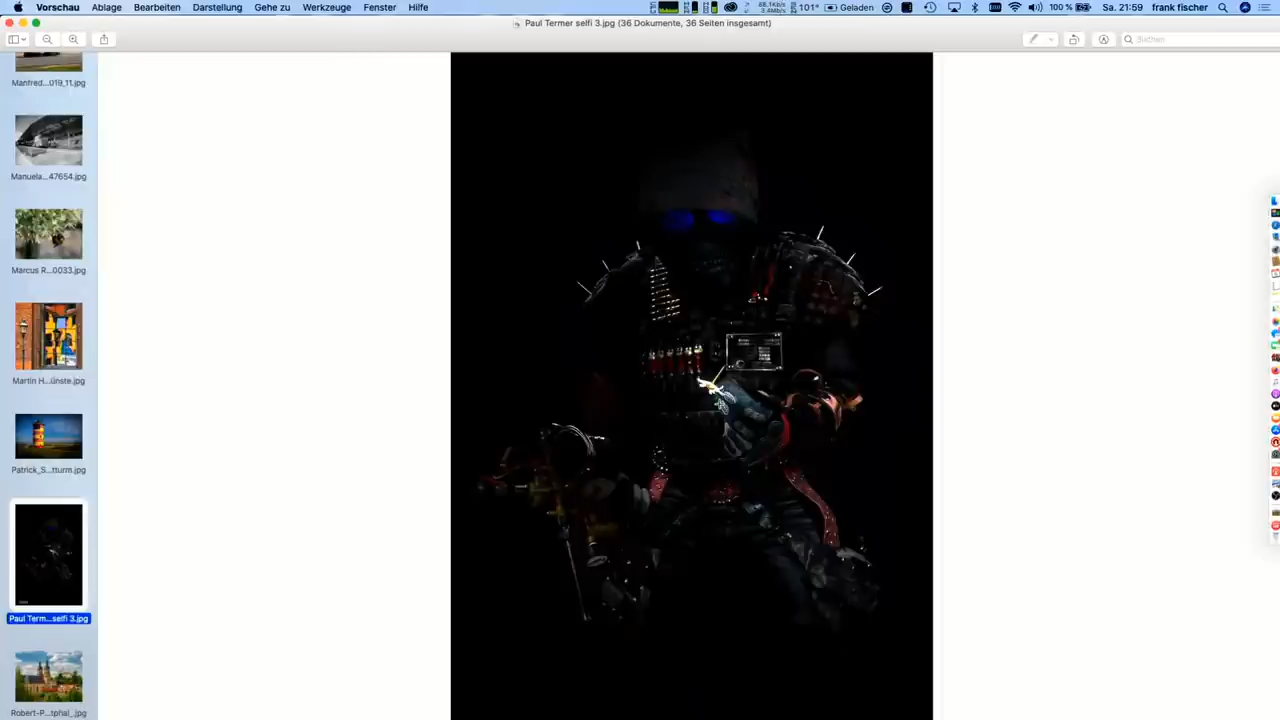 Vorschau Ablage Bearbeiten Darstellung Gehe zu Werkzeuge Fenster Hilfe
101° Geladen 100 % Sa. 21:59 frank fischer
Paul Termer selfi 3.jpg (36 Dokumente, 36 Seiten insgesamt)
Suchen
Manfred...019_11.jpg
Manuela...47654.jpg
Marcus R...0033.jpg
Martin H...ünste.jpg
Patrick_S...tturm.jpg
Paul Term...selfi 3.jpg
Robert-P...tphal_.jpg